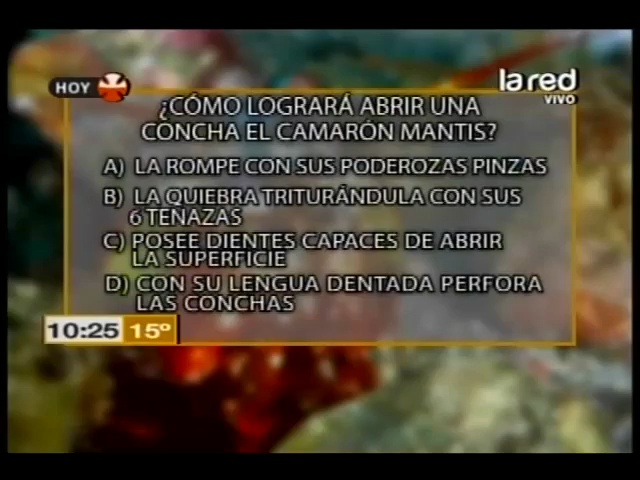 HOY
la red
VIVO
¿CÓMO LOGRARÁ ABRIR UNA
CONCHA EL CAMARÓN MANTIS?
A) LA ROMPE CON SUS PODEROZAS PINZAS
B) LA QUIEBRA TRITURÁNDULA CON SUS
6 TENAZAS
C) POSEE DIENTES CAPACES DE ABRIR
LA SUPERFICIE
D) CON SU LENGUA DENTADA PERFORA
LAS CONCHAS
10:25 15º